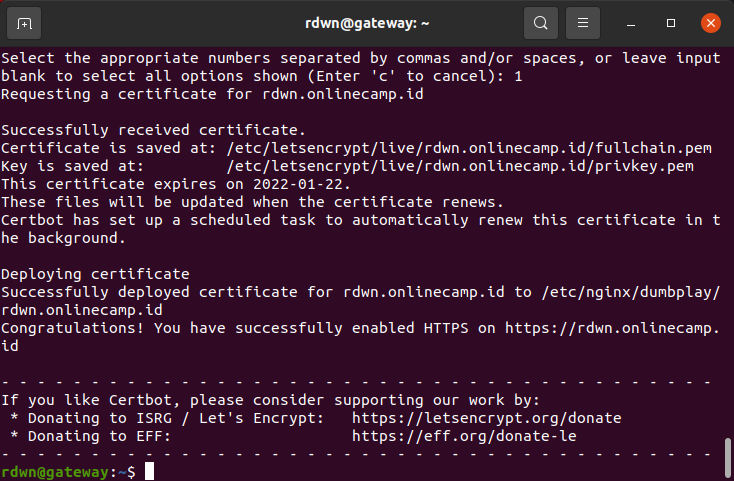 rdwn@gateway: ~
Select the appropriate numbers separated by commas and/or spaces, or leave input
blank to select all options shown (Enter 'c' to cancel): 1
Requesting a certificate for rdwn.onlinecamp.id
Successfully received certificate.
Certificate is saved at: /etc/letsencrypt/live/rdwn.onlinecamp.id/fullchain.pem
Key is saved at:         /etc/letsencrypt/live/rdwn.onlinecamp.id/privkey.pem
This certificate expires on 2022-01-22.
These files will be updated when the certificate renews.
Certbot has set up a scheduled task to automatically renew this certificate in t
he background.
Deploying certificate
Successfully deployed certificate for rdwn.onlinecamp.id to /etc/nginx/dumbplay/
rdwn.onlinecamp.id
Congratulations! You have successfully enabled HTTPS on https://rdwn.onlinecamp.
id
- - - - - - - - - - - - - - - - - - - - - - - - - - - - - - - - - - - - - - - -
If you like Certbot, please consider supporting our work by:
 * Donating to ISRG / Let's Encrypt:   https://letsencrypt.org/donate
 * Donating to EFF:                    https://eff.org/donate-le
- - - - - - - - - - - - - - - - - - - - - - - - - - - - - - - - - - - - - - - -
rdwn@gateway:~$